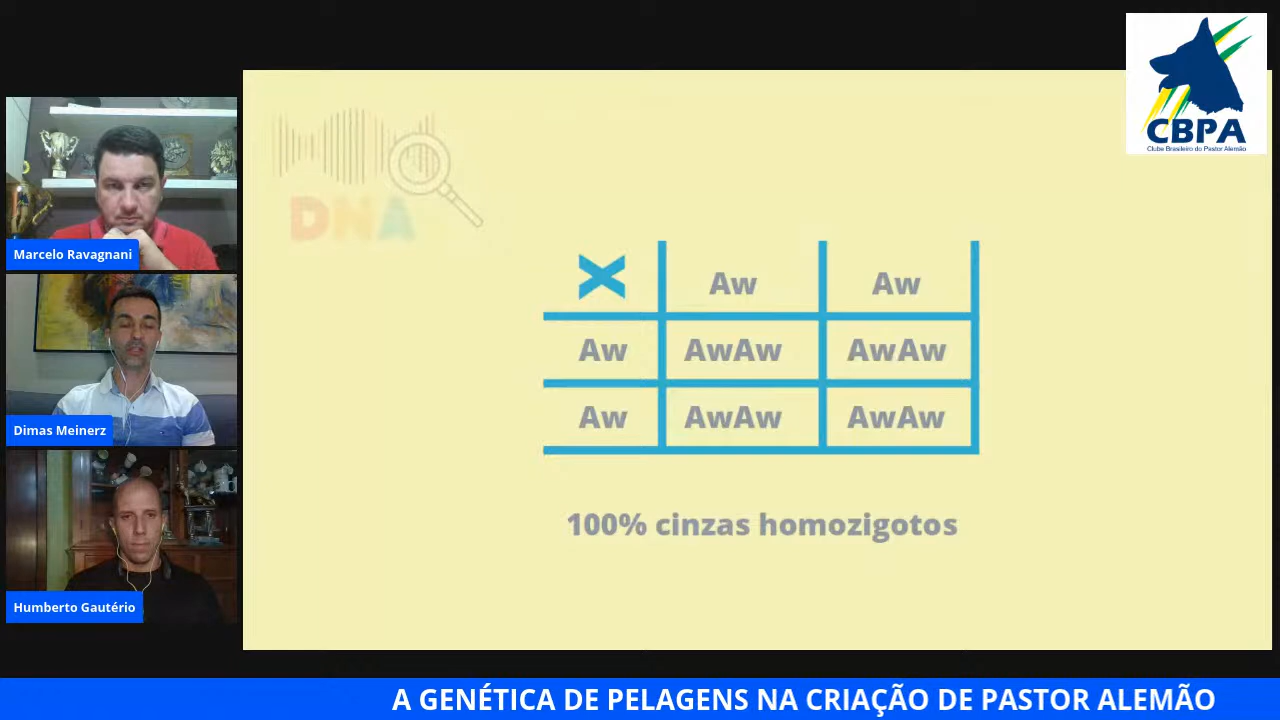 CBPA
Clube Brasileiro do Pastor Alemão
Marcelo Ravagnani
Dimas Meinerz
Humberto Gautério
DNA
X Aw Aw
Aw AwAw AwAw
Aw AwAw AwAw
100% cinzas homozigotos
A GENÉTICA DE PELAGENS NA CRIAÇÃO DE PASTOR ALEMÃO